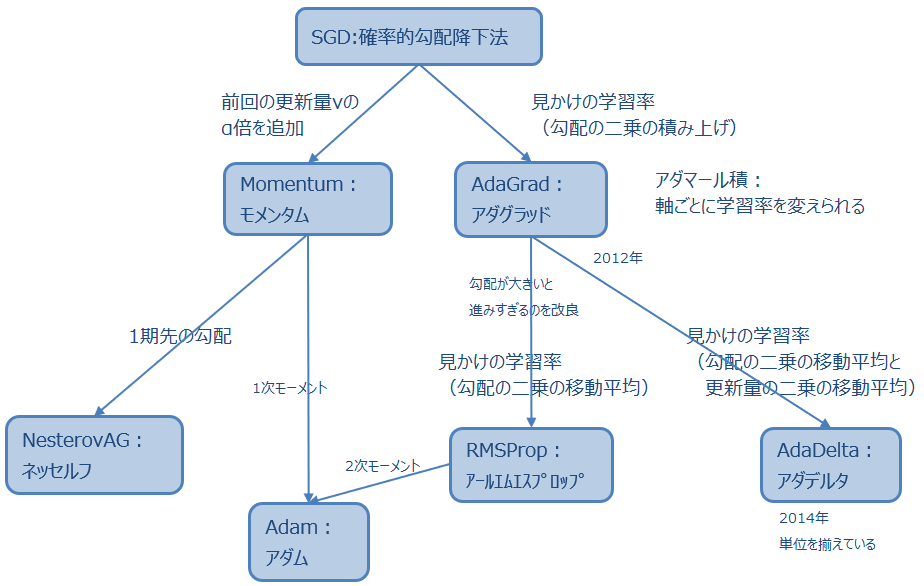 SGD:確率的勾配降下法
前回の更新量vの
α倍を追加
見かけの学習率
（勾配の二乗の積み上げ）
Momentum：
モメンタム
AdaGrad：
アダグラッド
アダマール積：
軸ごとに学習率を変えられる
2012年
勾配が大きいと
進みすぎるのを改良
1期先の勾配
見かけの学習率
（勾配の二乗の移動平均と
更新量の二乗の移動平均）
見かけの学習率
（勾配の二乗の移動平均）
1次モーメント
NesterovAG：
ネッセルフ
RMSProp：
ｱｰﾙｴﾑｴｽﾌﾟﾛｯﾌﾟ
AdaDelta：
アダデルタ
2次モーメント
Adam：
アダム
2014年
単位を揃えている